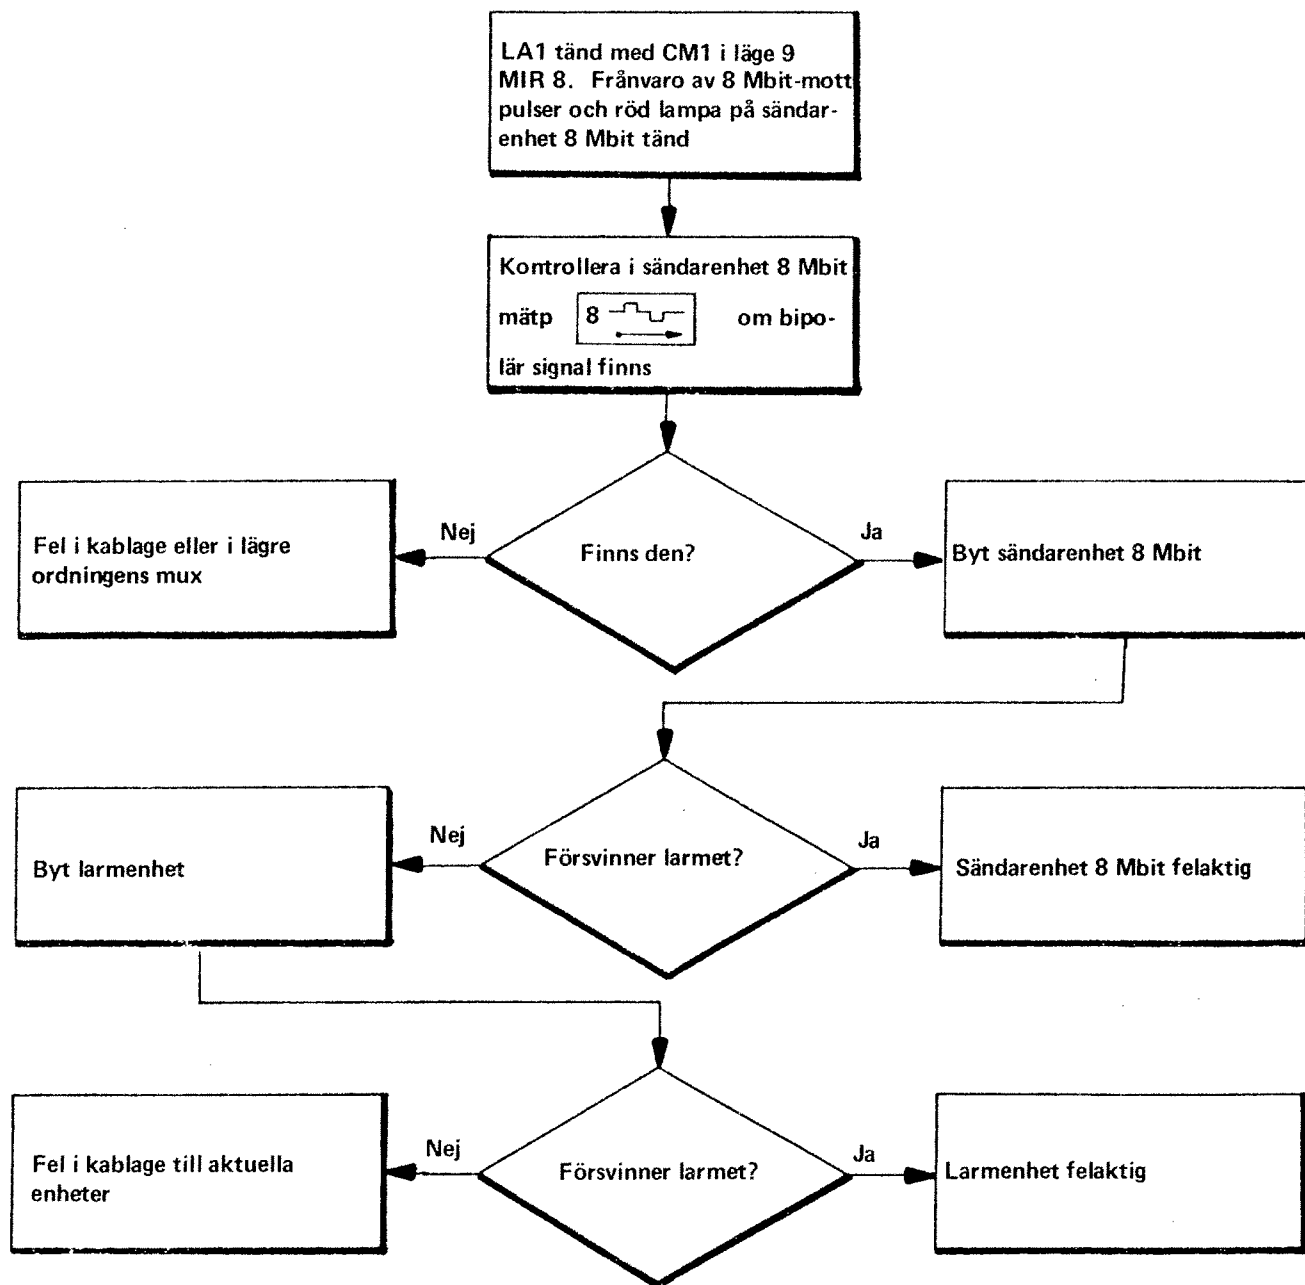 LA1 tänd med CM1 i läge 9
MIR 8. Frånvaro av 8 Mbit-mott
pulser och röd lampa på sändar-
enhet 8 Mbit tänd
Kontrollera i sändarenhet 8 Mbit
mätp 8 om bipo-
lär signal finns
Nej
Finns den?
Ja
Fel i kablage eller i lägre
ordningens mux
Byt sändarenhet 8 Mbit
Nej
Försvinner larmet?
Ja
Byt larmenhet
Sändarenhet 8 Mbit felaktig
Nej
Försvinner larmet?
Ja
Fel i kablage till aktuella
enheter
Larmenhet felaktig